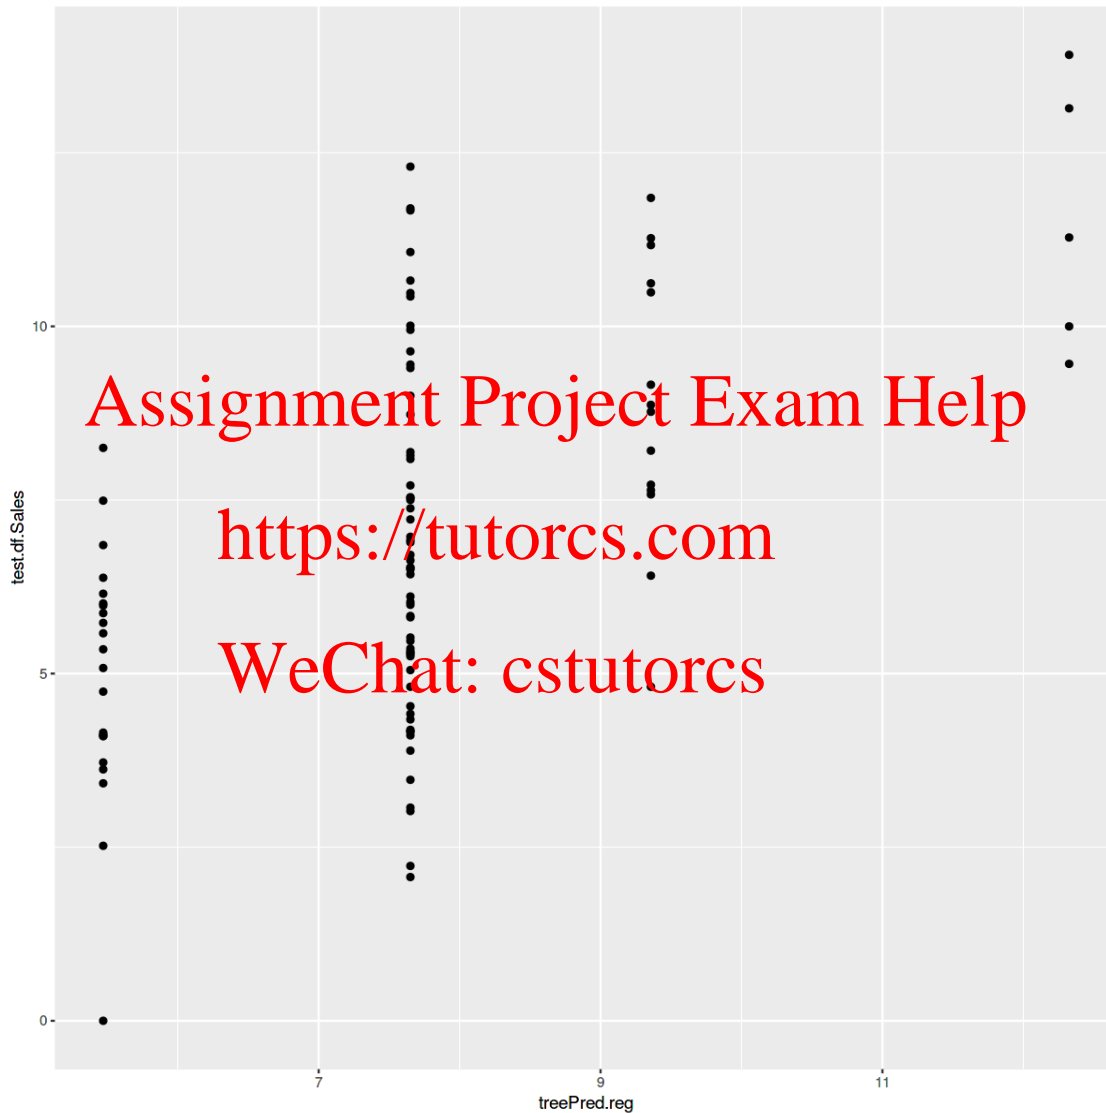 10
Assignment Project Exam Help
https://tutorcs.com
test.df.Sales
WeChat: cstutorcs
5
0
7
9
11
treePred.reg